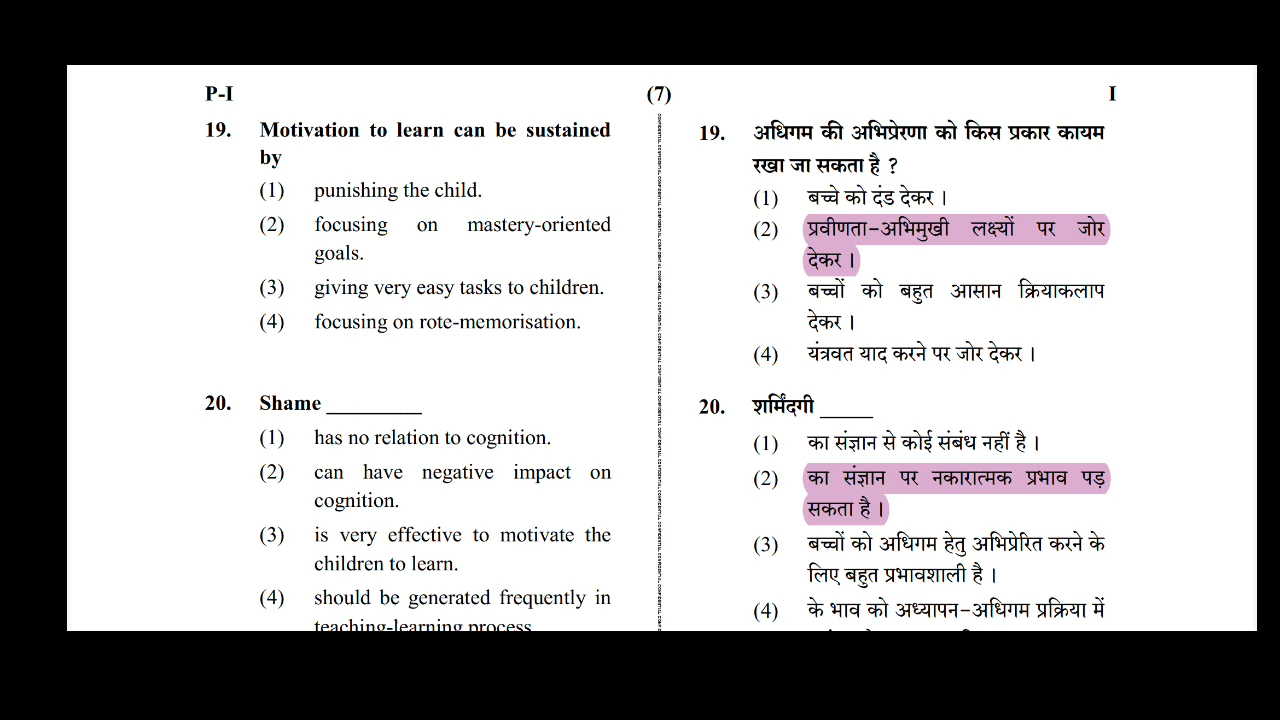 P-I
(7)
I
19. Motivation to learn can be sustained
by
(1) punishing the child.
(2) focusing on mastery-oriented
goals.
(3) giving very easy tasks to children.
(4) focusing on rote-memorisation.
20. Shame _________
(1) has no relation to cognition.
(2) can have negative impact on
cognition.
(3) is very effective to motivate the
children to learn.
(4) should be generated frequently in
teaching-learning process
19. अधिगम की अभिप्रेरणा को किस प्रकार कायम
रखा जा सकता है ?
(1) बच्चे को दंड देकर ।
(2) प्रवीणता-अभिमुखी लक्ष्यों पर जोर
देकर ।
(3) बच्चों को बहुत आसान क्रियाकलाप
देकर ।
(4) यंत्रवत याद करने पर जोर देकर ।
20. शर्मिंदगी _____
(1) का संज्ञान से कोई संबंध नहीं है ।
(2) का संज्ञान पर नकारात्मक प्रभाव पड़
सकता है ।
(3) बच्चों को अधिगम हेतु अभिप्रेरित करने के
लिए बहुत प्रभावशाली है ।
(4) के भाव को अध्यापन-अधिगम प्रक्रिया में